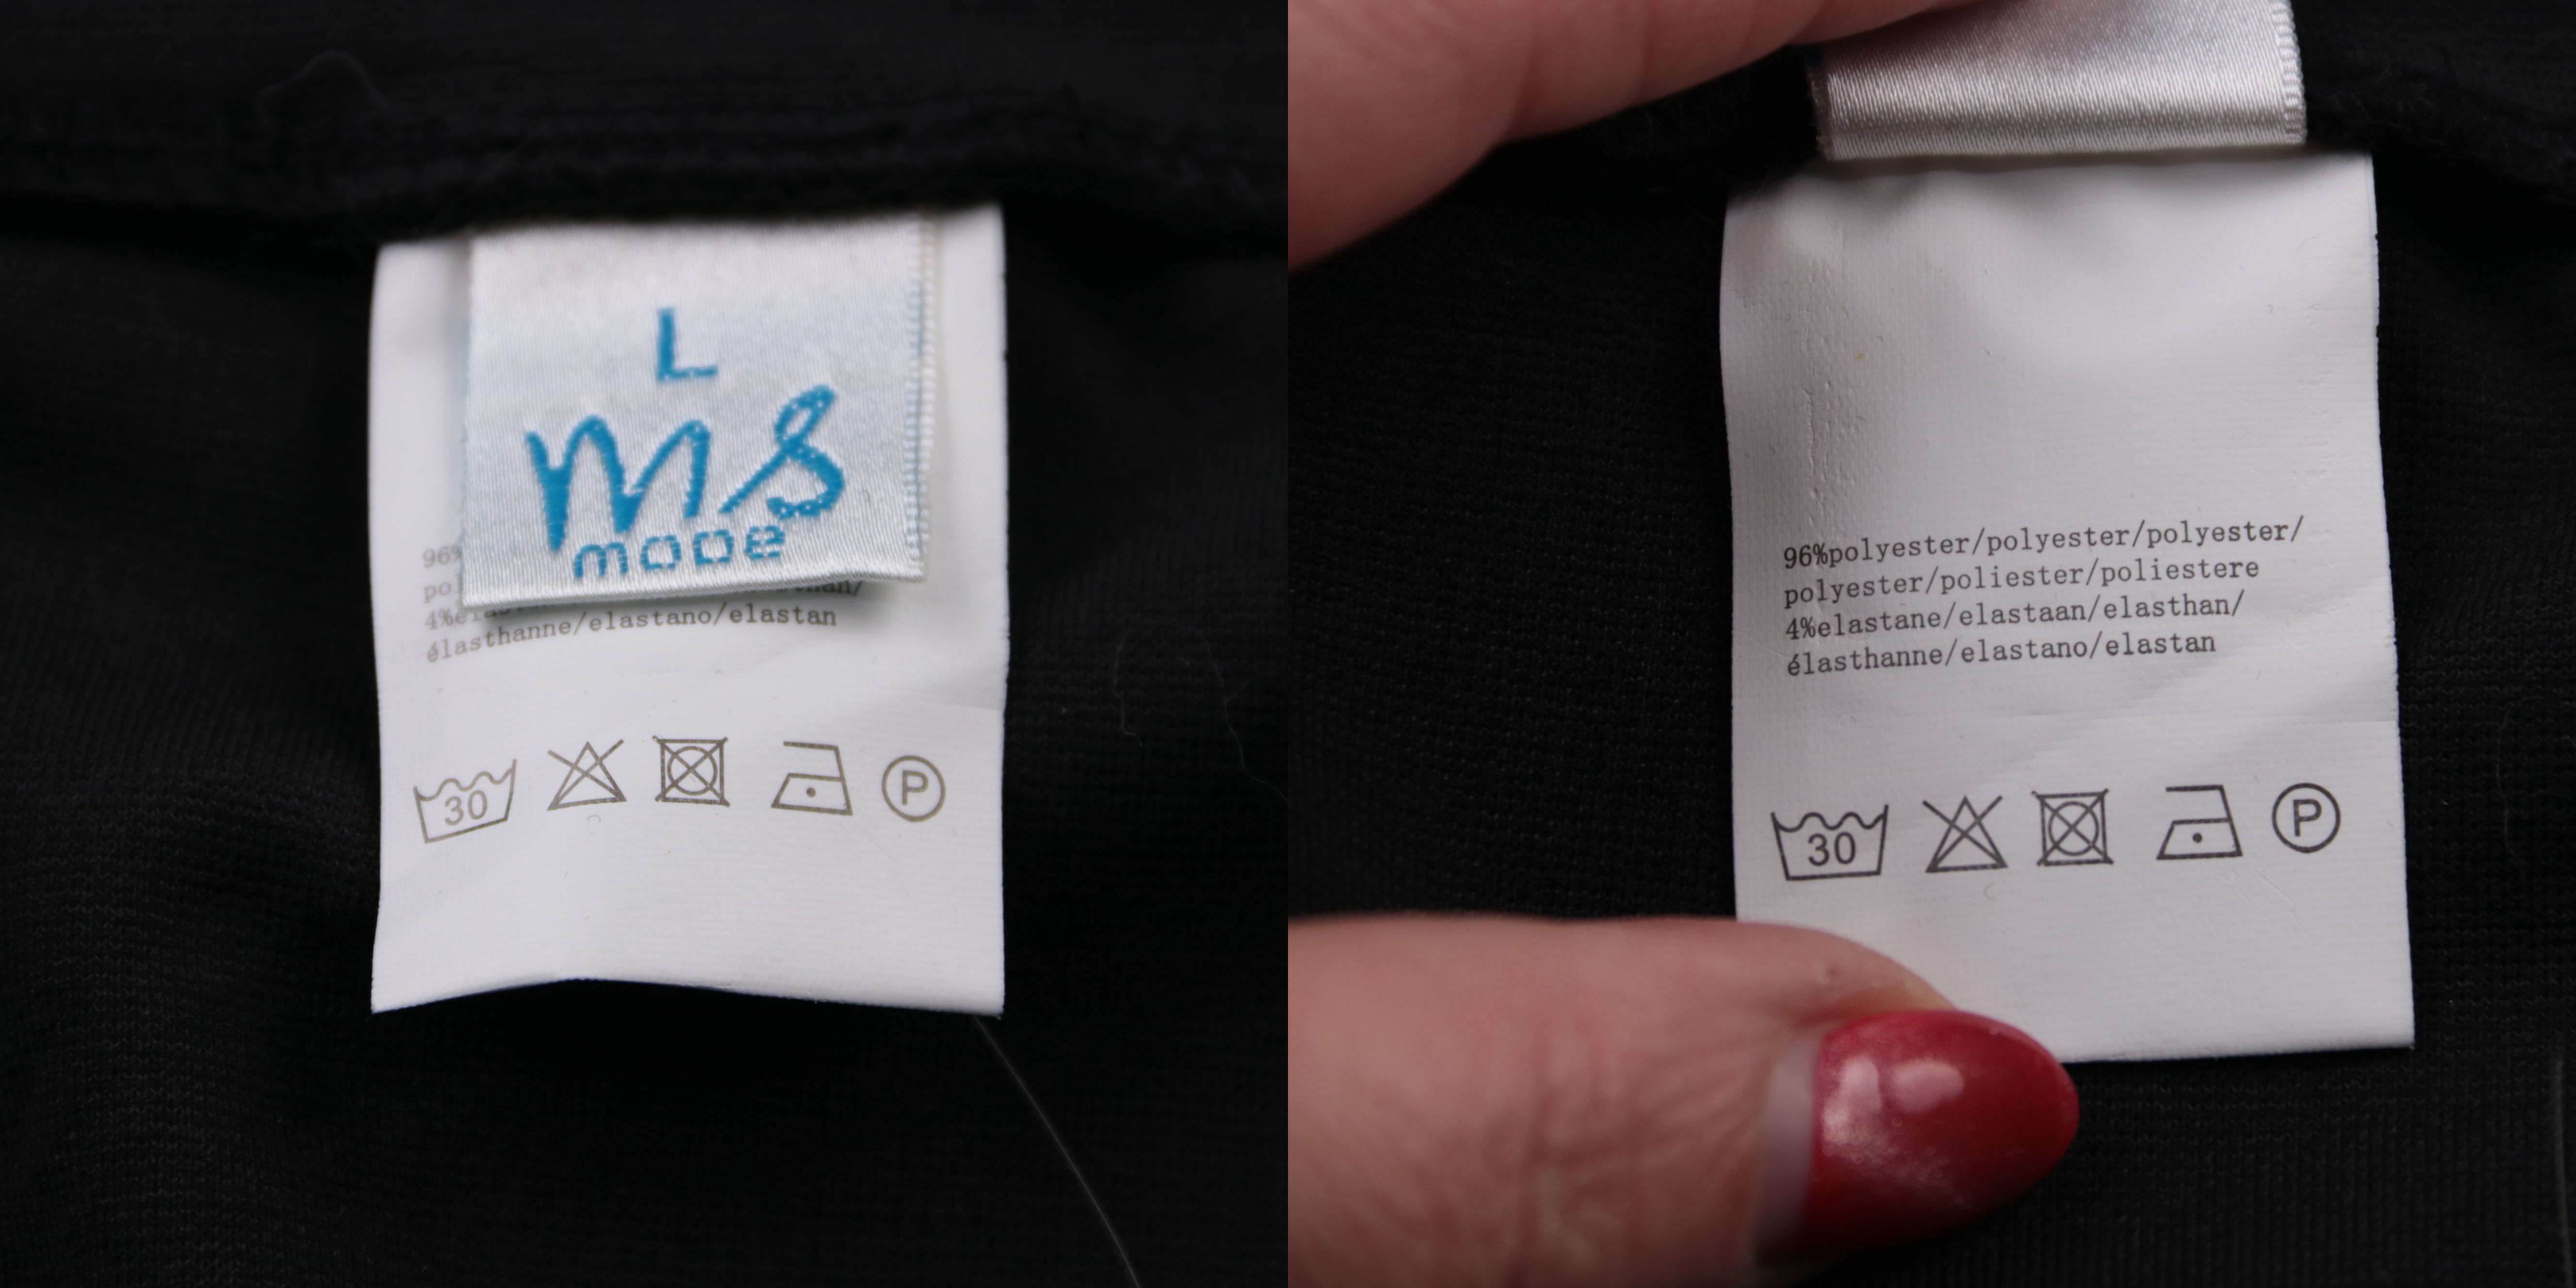 L
ms
mode
96%
pol
4%elas
élasthanne/elastano/elastan
30
P
96%polyester/polyester/polyester/
polyester/poliester/poliestere
4%elastane/elastaan/elasthan/
élasthanne/elastano/elastan
30
P